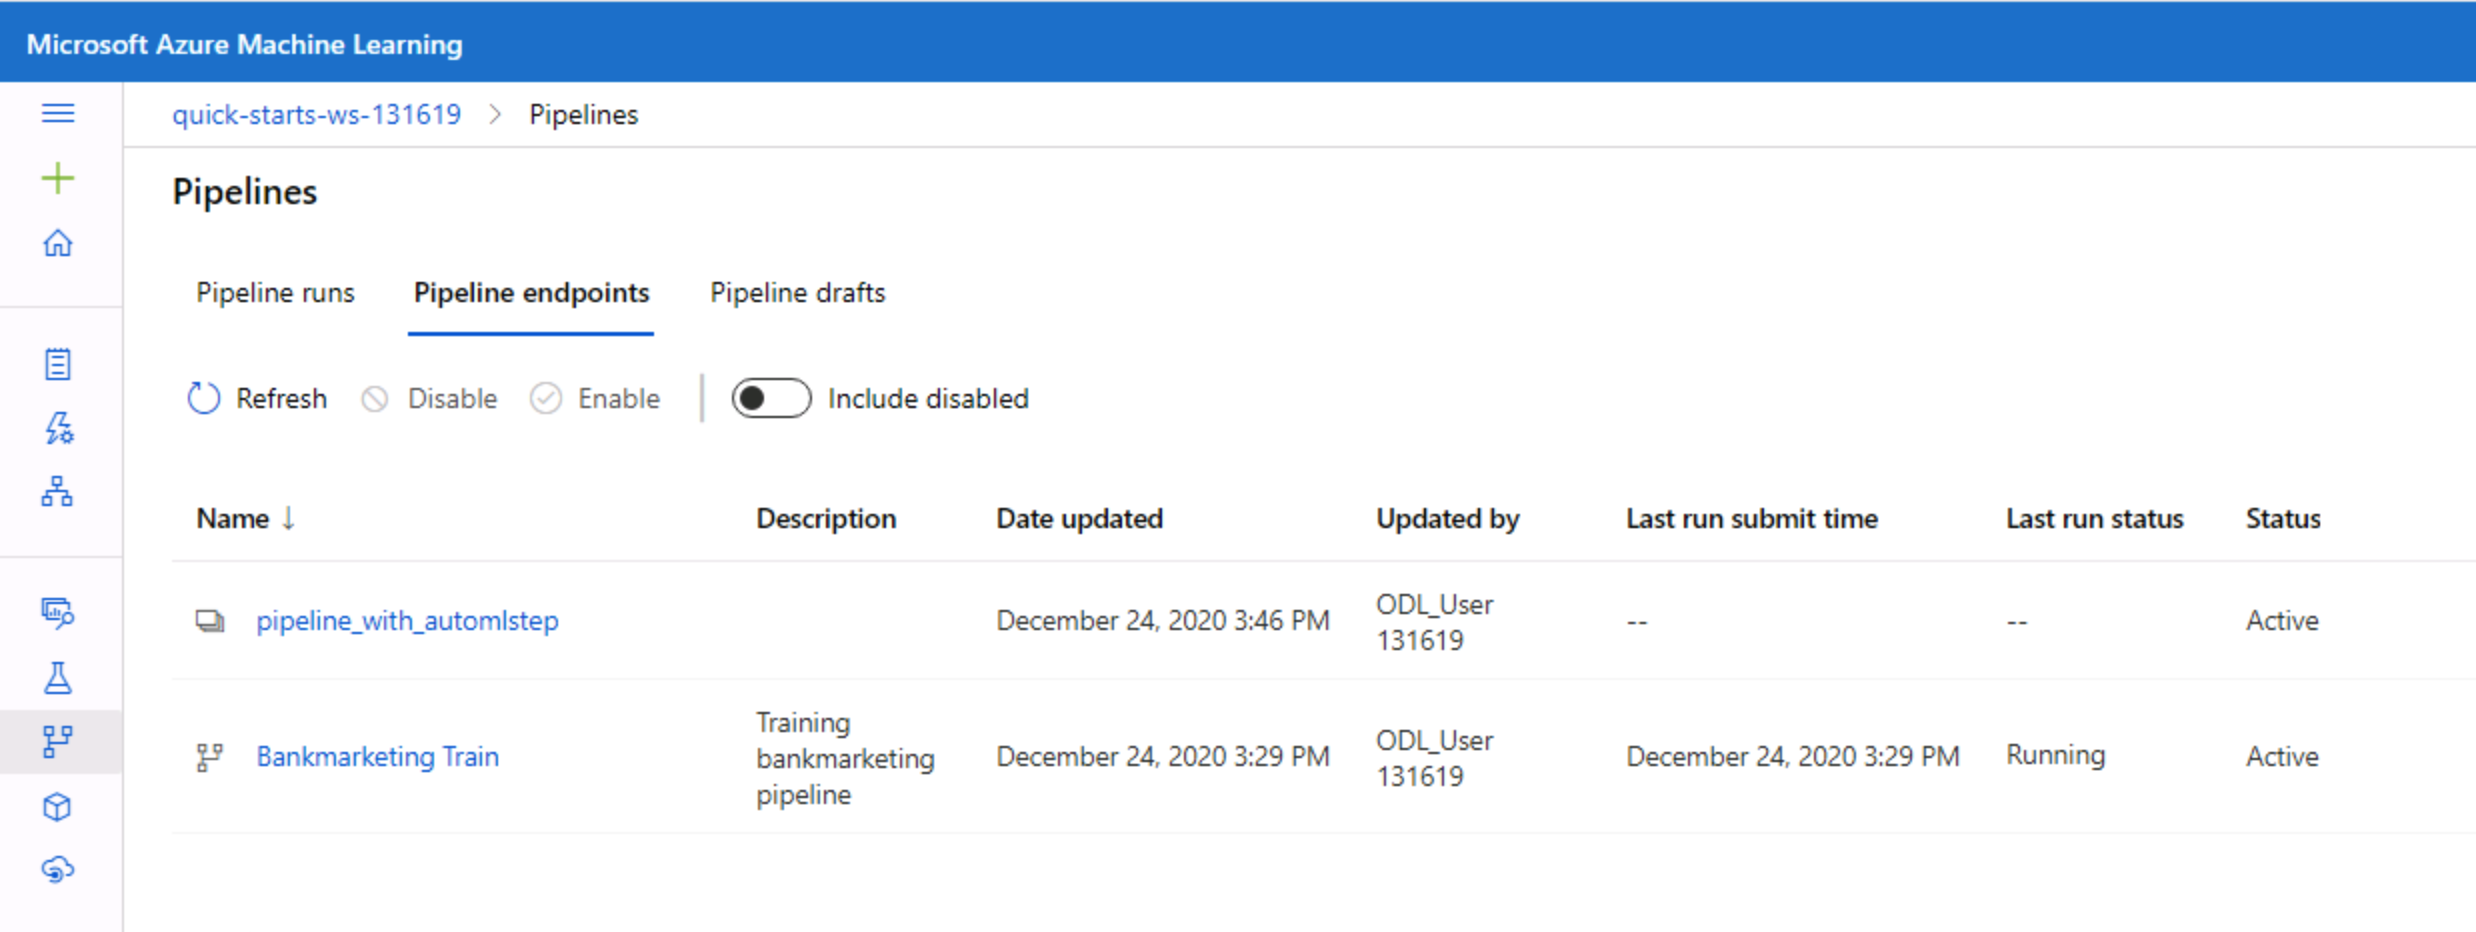 Microsoft Azure Machine Learning
quick-starts-ws-131619 > Pipelines
Pipelines
Pipeline runs Pipeline endpoints Pipeline drafts
Refresh Disable Enable Include disabled
Name ↓ Description Date updated Updated by Last run submit time Last run status Status
pipeline_with_automlstep December 24, 2020 3:46 PM ODL_User -- -- Active
131619
Training
Bankmarketing Train bankmarketing December 24, 2020 3:29 PM ODL_User December 24, 2020 3:29 PM Running Active
pipeline 131619